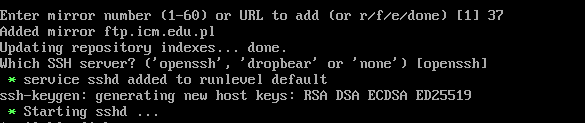 Enter mirror number (1-60) or URL to add (or r/f/e/done) [1] 37
Added mirror ftp.icm.edu.pl
Updating repository indexes... done.
Which SSH server? ('openssh', 'dropbear' or 'none') [openssh]
* service sshd added to runlevel default
ssh-keygen: generating new host keys: RSA DSA ECDSA ED25519
* Starting sshd ...